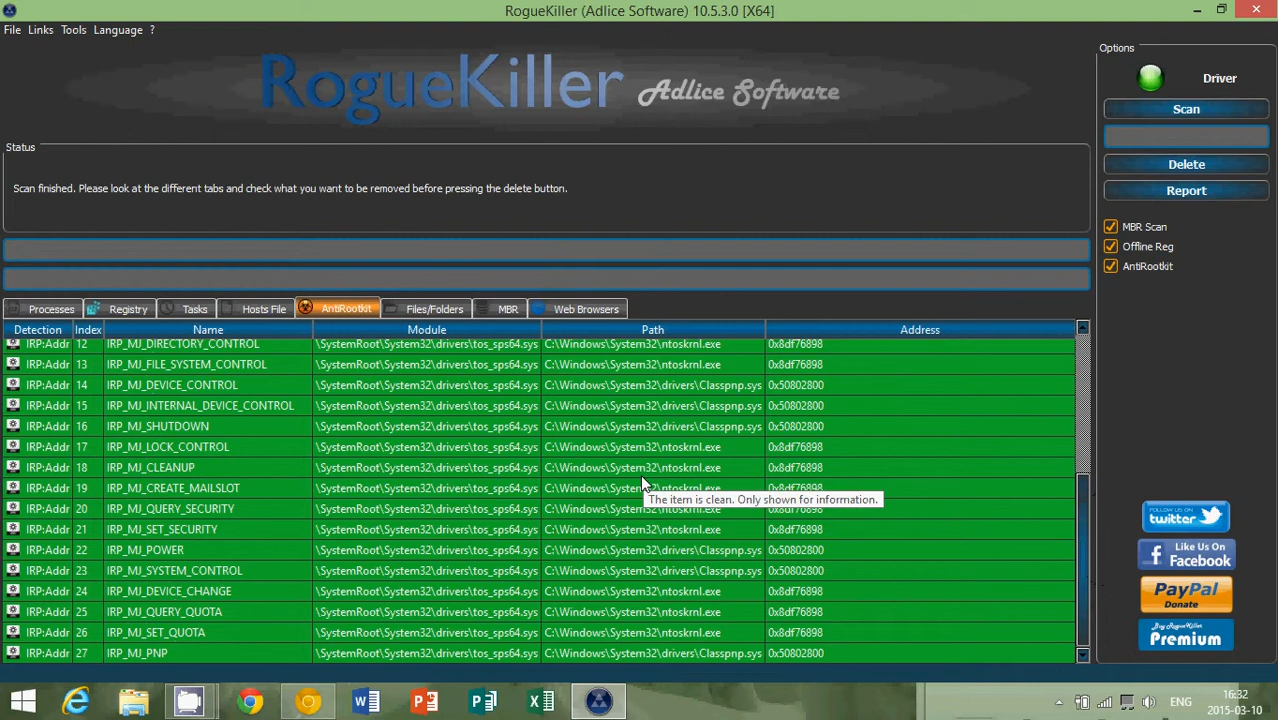 RogueKiller (Adlice Software) 10.5.3.0 [X64]
File Links Tools Language ?
RogueKiller Adlice Software
Options
Driver
Scan
Delete
Report
MBR Scan
Offline Reg
AntiRootkit
Status
Scan finished. Please look at the different tabs and check what you want to be removed before pressing the delete button.
Processes Registry Tasks Hosts File AntiRootkit Files/Folders MBR Web Browsers
Detection Index Name Module Path Address
IRP:Addr 12 IRP_MJ_DIRECTORY_CONTROL \SystemRoot\System32\drivers\tos_sps64.sys C:\Windows\System32\ntoskrnl.exe 0x8df76898
IRP:Addr 13 IRP_MJ_FILE_SYSTEM_CONTROL \SystemRoot\System32\drivers\tos_sps64.sys C:\Windows\System32\ntoskrnl.exe 0x8df76898
IRP:Addr 14 IRP_MJ_DEVICE_CONTROL \SystemRoot\System32\drivers\tos_sps64.sys C:\Windows\System32\drivers\Classpnp.sys 0x50802800
IRP:Addr 15 IRP_MJ_INTERNAL_DEVICE_CONTROL \SystemRoot\System32\drivers\tos_sps64.sys C:\Windows\System32\drivers\Classpnp.sys 0x50802800
IRP:Addr 16 IRP_MJ_SHUTDOWN \SystemRoot\System32\drivers\tos_sps64.sys C:\Windows\System32\drivers\Classpnp.sys 0x50802800
IRP:Addr 17 IRP_MJ_LOCK_CONTROL \SystemRoot\System32\drivers\tos_sps64.sys C:\Windows\System32\ntoskrnl.exe 0x8df76898
IRP:Addr 18 IRP_MJ_CLEANUP \SystemRoot\System32\drivers\tos_sps64.sys C:\Windows\System32\ntoskrnl.exe 0x8df76898
IRP:Addr 19 IRP_MJ_CREATE_MAILSLOT \SystemRoot\System32\drivers\tos_sps64.sys C:\Windows\System32\ntoskrnl.exe 0x8df76898
The item is clean. Only shown for information.
IRP:Addr 20 IRP_MJ_QUERY_SECURITY \SystemRoot\System32\drivers\tos_sps64.sys C:\Windows\System32\ntoskrnl.exe 0x8df76898
IRP:Addr 21 IRP_MJ_SET_SECURITY \SystemRoot\System32\drivers\tos_sps64.sys C:\Windows\System32\ntoskrnl.exe 0x8df76898
IRP:Addr 22 IRP_MJ_POWER \SystemRoot\System32\drivers\tos_sps64.sys C:\Windows\System32\drivers\Classpnp.sys 0x50802800
IRP:Addr 23 IRP_MJ_SYSTEM_CONTROL \SystemRoot\System32\drivers\tos_sps64.sys C:\Windows\System32\drivers\Classpnp.sys 0x50802800
IRP:Addr 24 IRP_MJ_DEVICE_CHANGE \SystemRoot\System32\drivers\tos_sps64.sys C:\Windows\System32\ntoskrnl.exe 0x8df76898
IRP:Addr 25 IRP_MJ_QUERY_QUOTA \SystemRoot\System32\drivers\tos_sps64.sys C:\Windows\System32\ntoskrnl.exe 0x8df76898
IRP:Addr 26 IRP_MJ_SET_QUOTA \SystemRoot\System32\drivers\tos_sps64.sys C:\Windows\System32\ntoskrnl.exe 0x8df76898
IRP:Addr 27 IRP_MJ_PNP \SystemRoot\System32\drivers\tos_sps64.sys C:\Windows\System32\drivers\Classpnp.sys 0x50802800
FOLLOW US ON
twitter
Like Us On
Facebook
PayPal
Donate
Buy RogueKiller
Premium
ENG
16:32
2015-03-10